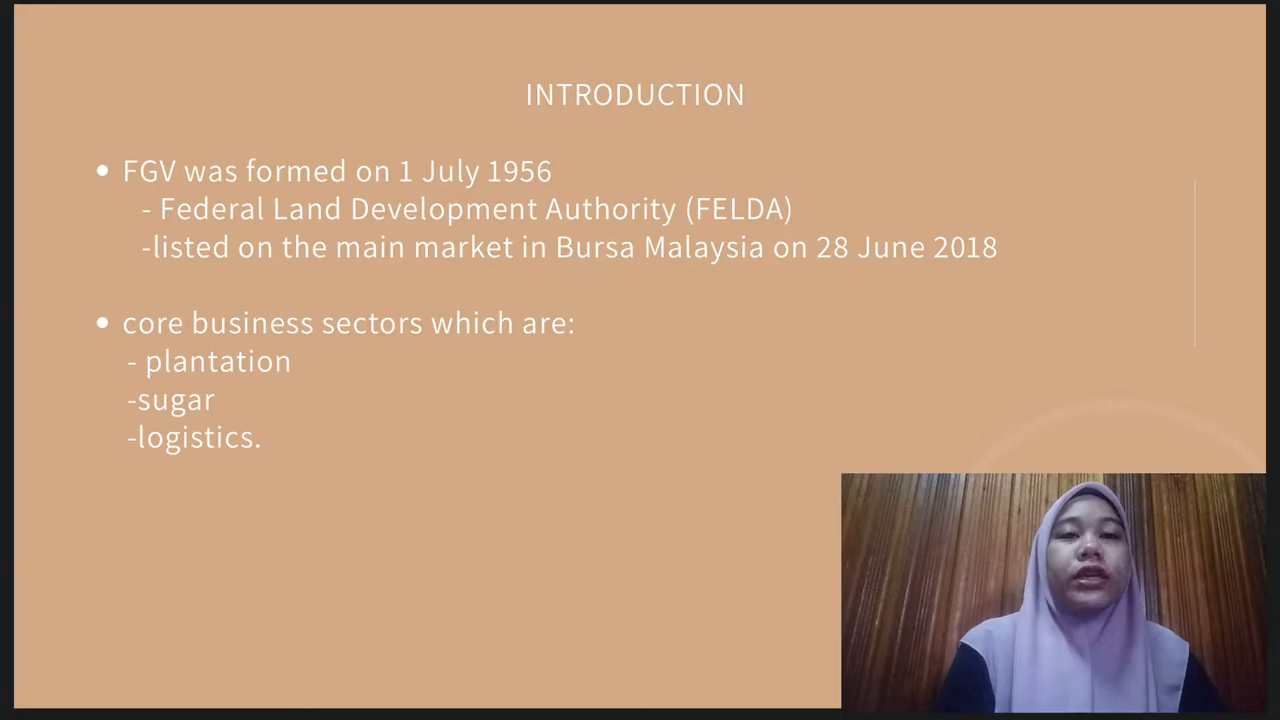 INTRODUCTION
• FGV was formed on 1 July 1956
- Federal Land Development Authority (FELDA)
-listed on the main market in Bursa Malaysia on 28 June 2018
• core business sectors which are:
- plantation
-sugar
-logistics.